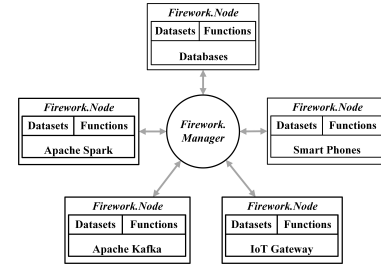 Firework.Node
Datasets Functions
Databases
Firework.Node
Datasets Functions
Apache Spark
Firework.
Manager
Firework.Node
Datasets Functions
Smart Phones
Firework.Node
Datasets Functions
Apache Kafka
Firework.Node
Datasets Functions
IoT Gateway